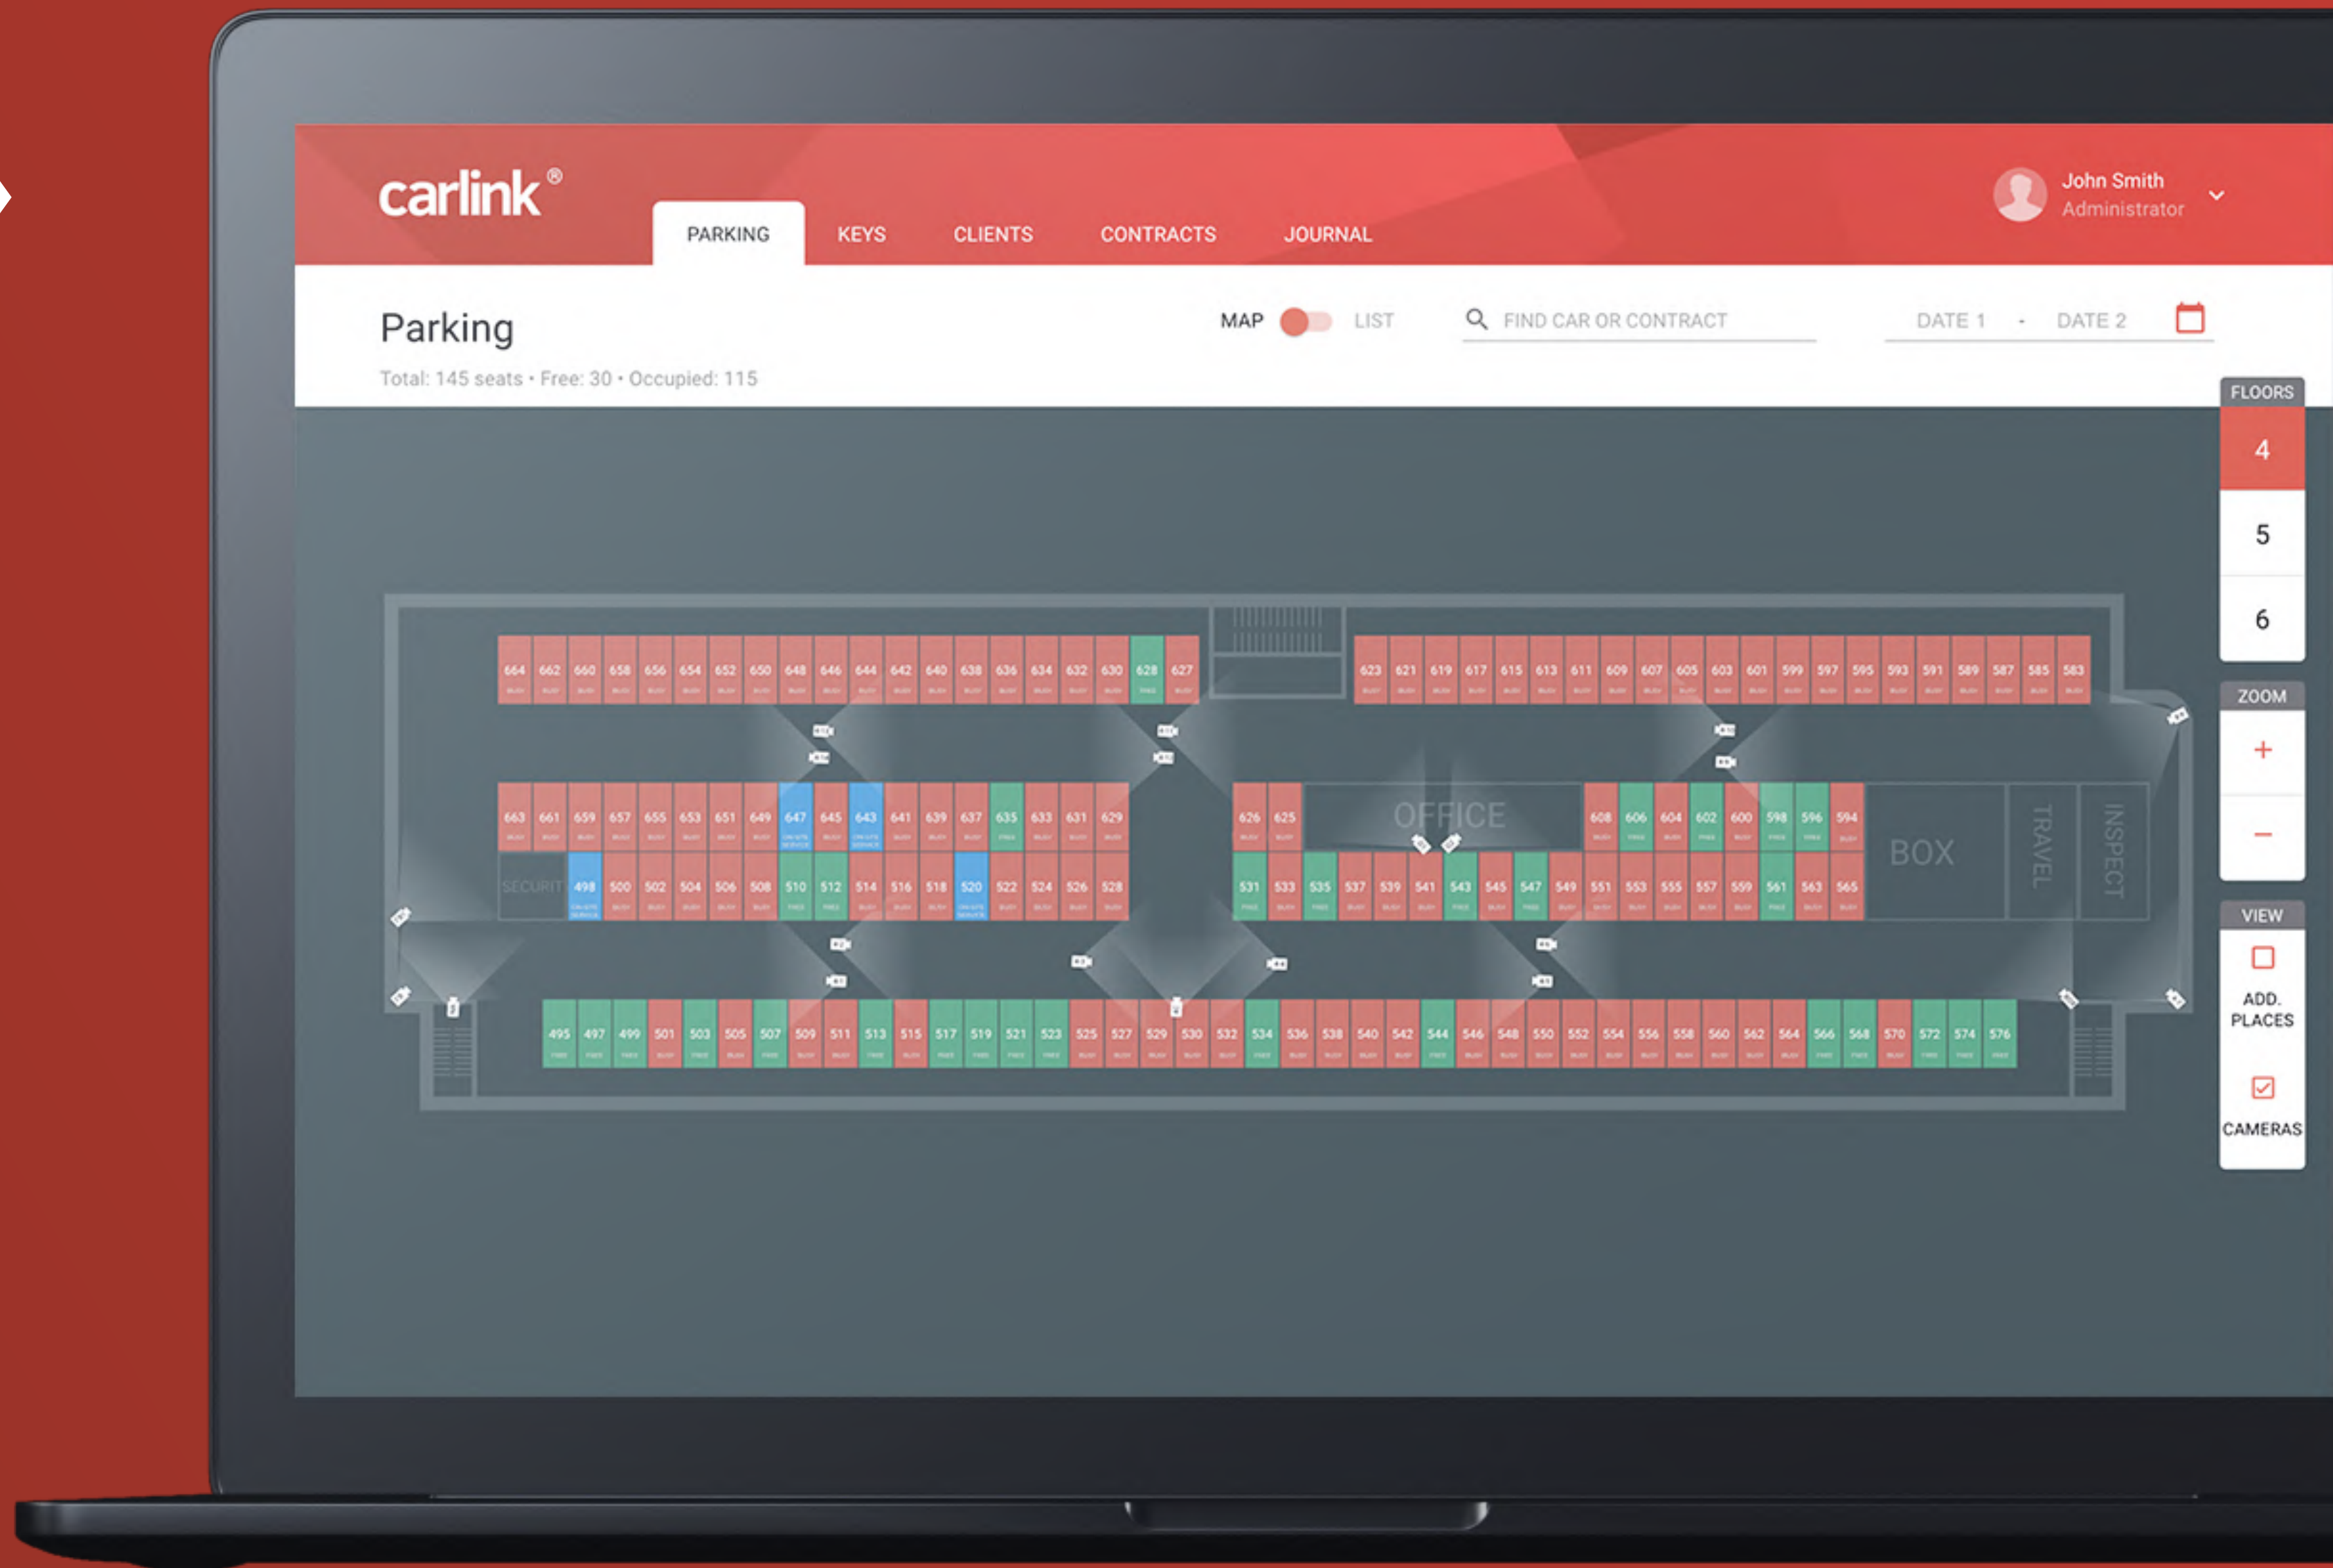 carlink®
PARKING KEYS CLIENTS CONTRACTS JOURNAL
John Smith
Administrator
Parking
Total: 145 seats • Free: 30 • Occupied: 115
MAP LIST
FIND CAR OR CONTRACT
DATE 1 - DATE 2
FLOORS
4
5
6
ZOOM
+
−
VIEW
ADD.
PLACES
CAMERAS
664 662 660 658 656 654 652 650 648 646 644 642 640 638 636 634 632 630 628 627
623 621 619 617 615 613 611 609 607 605 603 601 599 597 595 593 591 589 587 585 583
663 661 659 657 655 653 651 649 647 645 643 641 639 637 635 633 631 629
626 625 OFFICE 608 606 604 602 600 598 596 594
SECURIT 498 500 502 504 506 508 510 512 514 516 518 520 522 524 526 528
531 533 535 537 539 541 543 545 547 549 551 553 555 557 559 561 563 565
BOX
TRAVEL
INSPECT
495 497 499 501 503 505 507 509 511 513 515 517 519 521 523 525 527 529 530 532 534 536 538 540 542 544 546 548 550 552 554 556 558 560 562 564 566 568 570 572 574 576